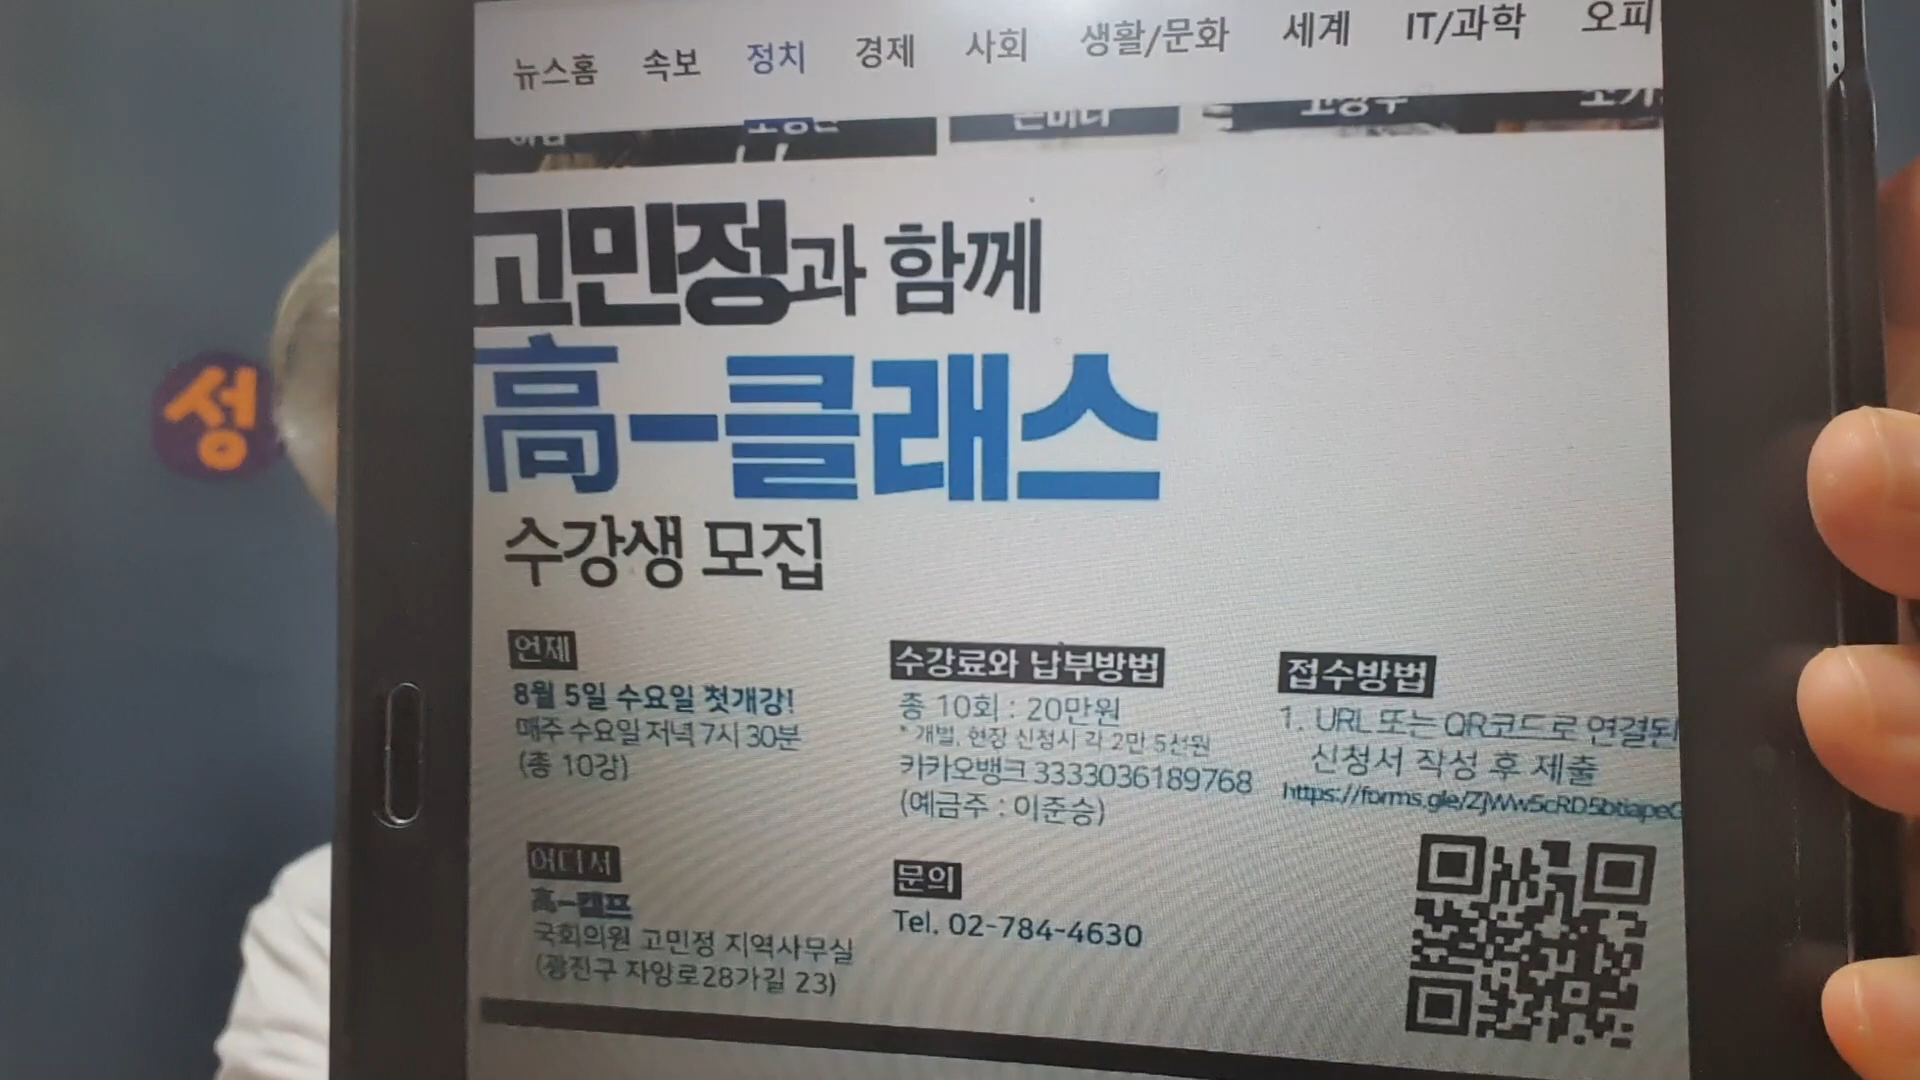 뉴스홈 속보 정치 경제 사회 생활/문화 세계 IT/과학 오피
고민정과 함께
高-클래스
수강생 모집
성
언제
8월 5일 수요일 첫개강!
매주 수요일 저녁 7시 30분
(총 10강)
어디서
高-캠프
국회의원 고민정 지역사무실
(광진구 자양로28가길 23)
수강료와 납부방법
총 10회 : 20만원
* 개별, 현장 신청시 각 2만 5천원
카카오뱅크 3333036189768
(예금주 : 이준승)
문의
Tel. 02-784-4630
접수방법
1. URL 또는 QR코드로 연결된
신청서 작성 후 제출